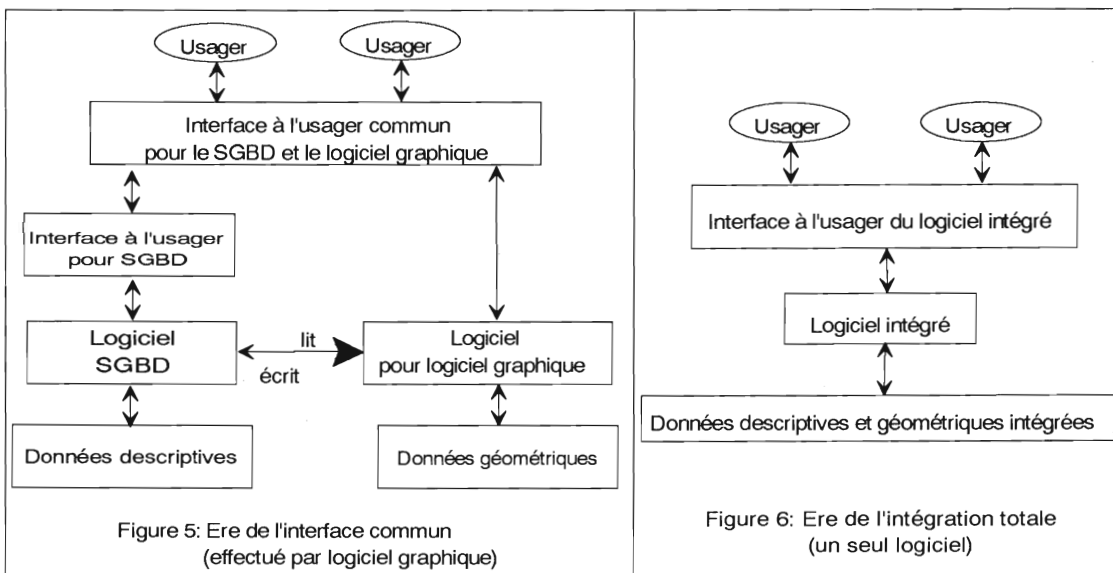 Usager
Usager
Interface à l'usager commun
pour le SGBD et le logiciel graphique
Interface à l'usager
pour SGBD
Logiciel
SGBD
lit
écrit
Logiciel
pour logiciel graphique
Données descriptives
Données géométriques
Figure 5: Ere de l'interface commun
(effectué par logiciel graphique)
Usager
Usager
Interface à l'usager du logiciel intégré
Logiciel intégré
Données descriptives et géométriques intégrées
Figure 6: Ere de l'intégration totale
(un seul logiciel)